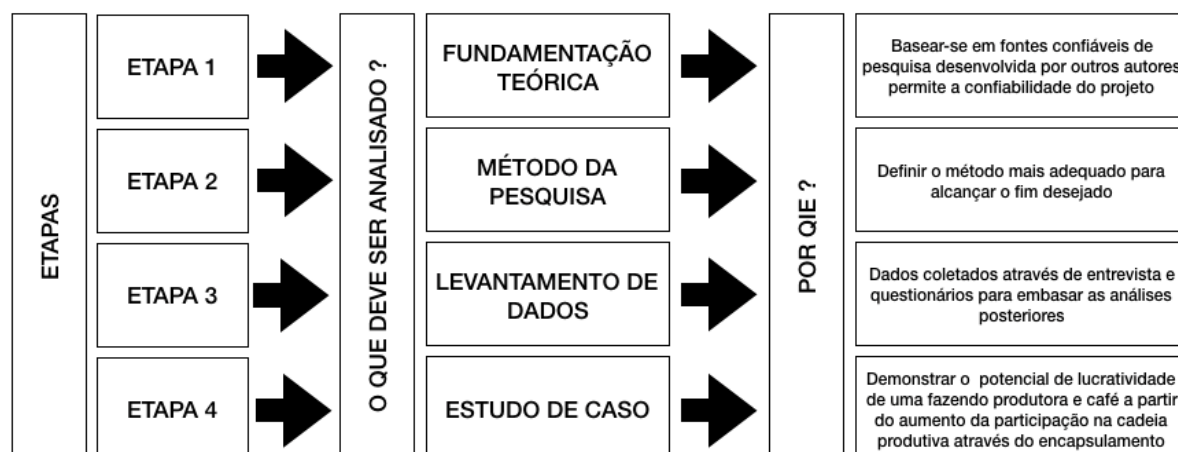 ETAPAS
ETAPA 1
ETAPA 2
ETAPA 3
ETAPA 4
O QUE DEVE SER ANALISADO ?
FUNDAMENTAÇÃO
TEÓRICA
MÉTODO DA
PESQUISA
LEVANTAMENTO DE
DADOS
ESTUDO DE CASO
POR QIE ?
Basear-se em fontes confiáveis de
pesquisa desenvolvida por outros autores
permite a confiabilidade do projeto
Definir o método mais adequado para
alcançar o fim desejado
Dados coletados através de entrevista e
questionários para embasar as análises
posteriores
Demonstrar o potencial de lucratividade
de uma fazendo produtora e café a partir
do aumento da participação na cadeia
produtiva através do encapsulamento